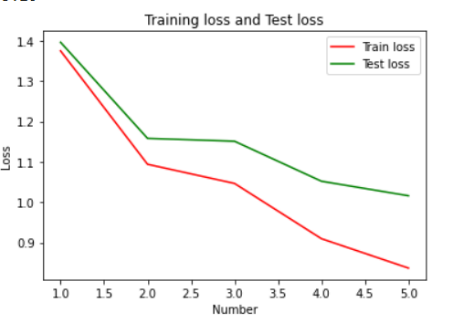 Training loss and Test loss
1.4
1.3
1.2
1.1
1.0
0.9
Loss
Train loss
Test loss
1.0 1.5 2.0 2.5 3.0 3.5 4.0 4.5 5.0
Number